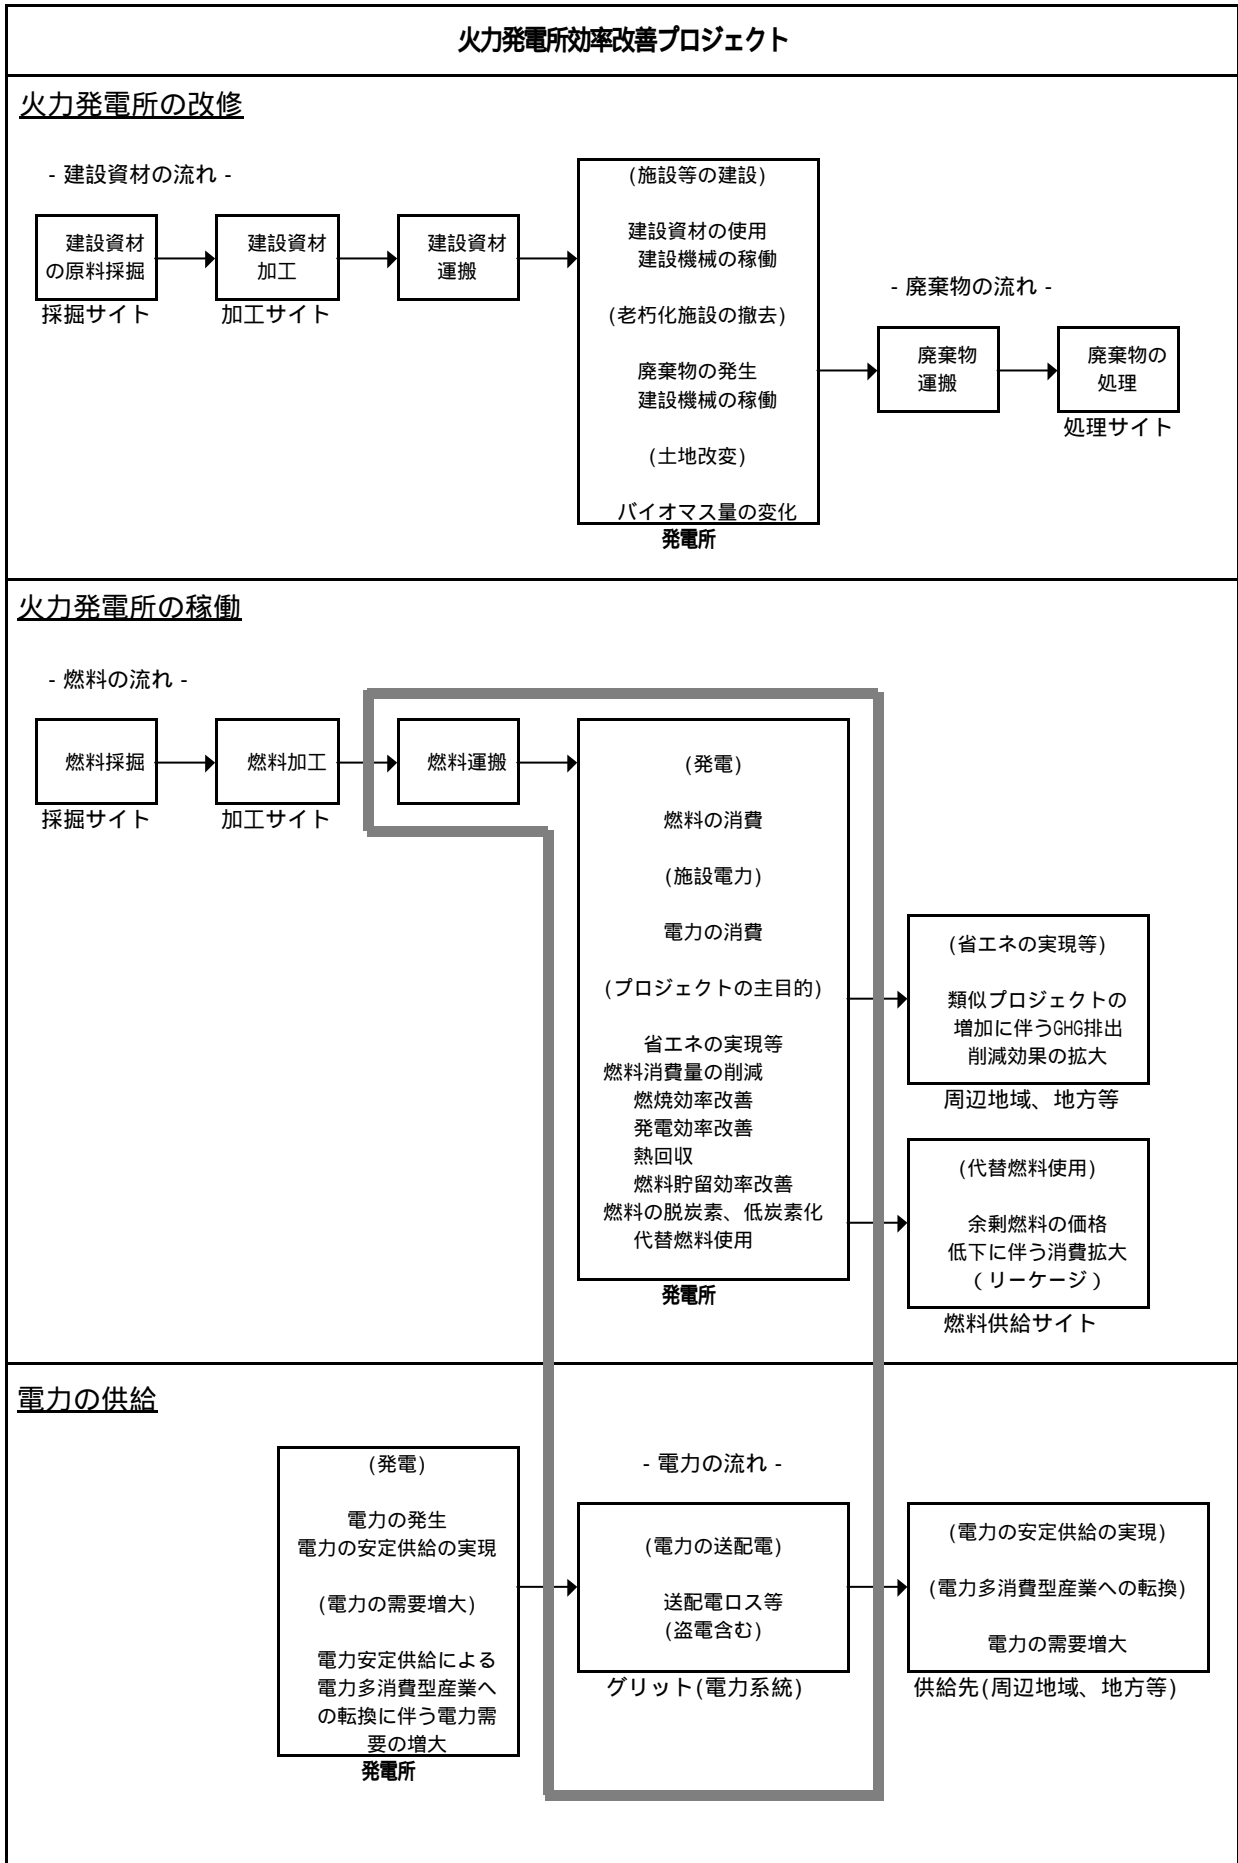 火力発電所効率改善プロジェクト
火力発電所の改修
- 建設資材の流れ -
建設資材
の原料採掘
採掘サイト
建設資材
加工
加工サイト
建設資材
運搬
(施設等の建設)
建設資材の使用
建設機械の稼働
(老朽化施設の撤去)
廃棄物の発生
建設機械の稼働
(土地改変)
バイオマス量の変化
発電所
- 廃棄物の流れ -
廃棄物
運搬
廃棄物の
処理
処理サイト
火力発電所の稼働
- 燃料の流れ -
燃料採掘
採掘サイト
燃料加工
加工サイト
燃料運搬
(発電)
燃料の消費
(施設電力)
電力の消費
(プロジェクトの主目的)
省エネの実現等
燃料消費量の削減
燃焼効率改善
発電効率改善
熱回収
燃料貯留効率改善
燃料の脱炭素、低炭素化
代替燃料使用
発電所
(省エネの実現等)
類似プロジェクトの
増加に伴うGHG排出
削減効果の拡大
周辺地域、地方等
(代替燃料使用)
余剰燃料の価格
低下に伴う消費拡大
(リーケージ)
燃料供給サイト
電力の供給
(発電)
電力の発生
電力の安定供給の実現
(電力の需要増大)
電力安定供給による
電力多消費型産業へ
の転換に伴う電力需
要の増大
発電所
- 電力の流れ -
(電力の送配電)
送配電ロス等
(盗電含む)
グリット(電力系統)
(電力の安定供給の実現)
(電力多消費型産業への転換)
電力の需要増大
供給先(周辺地域、地方等)